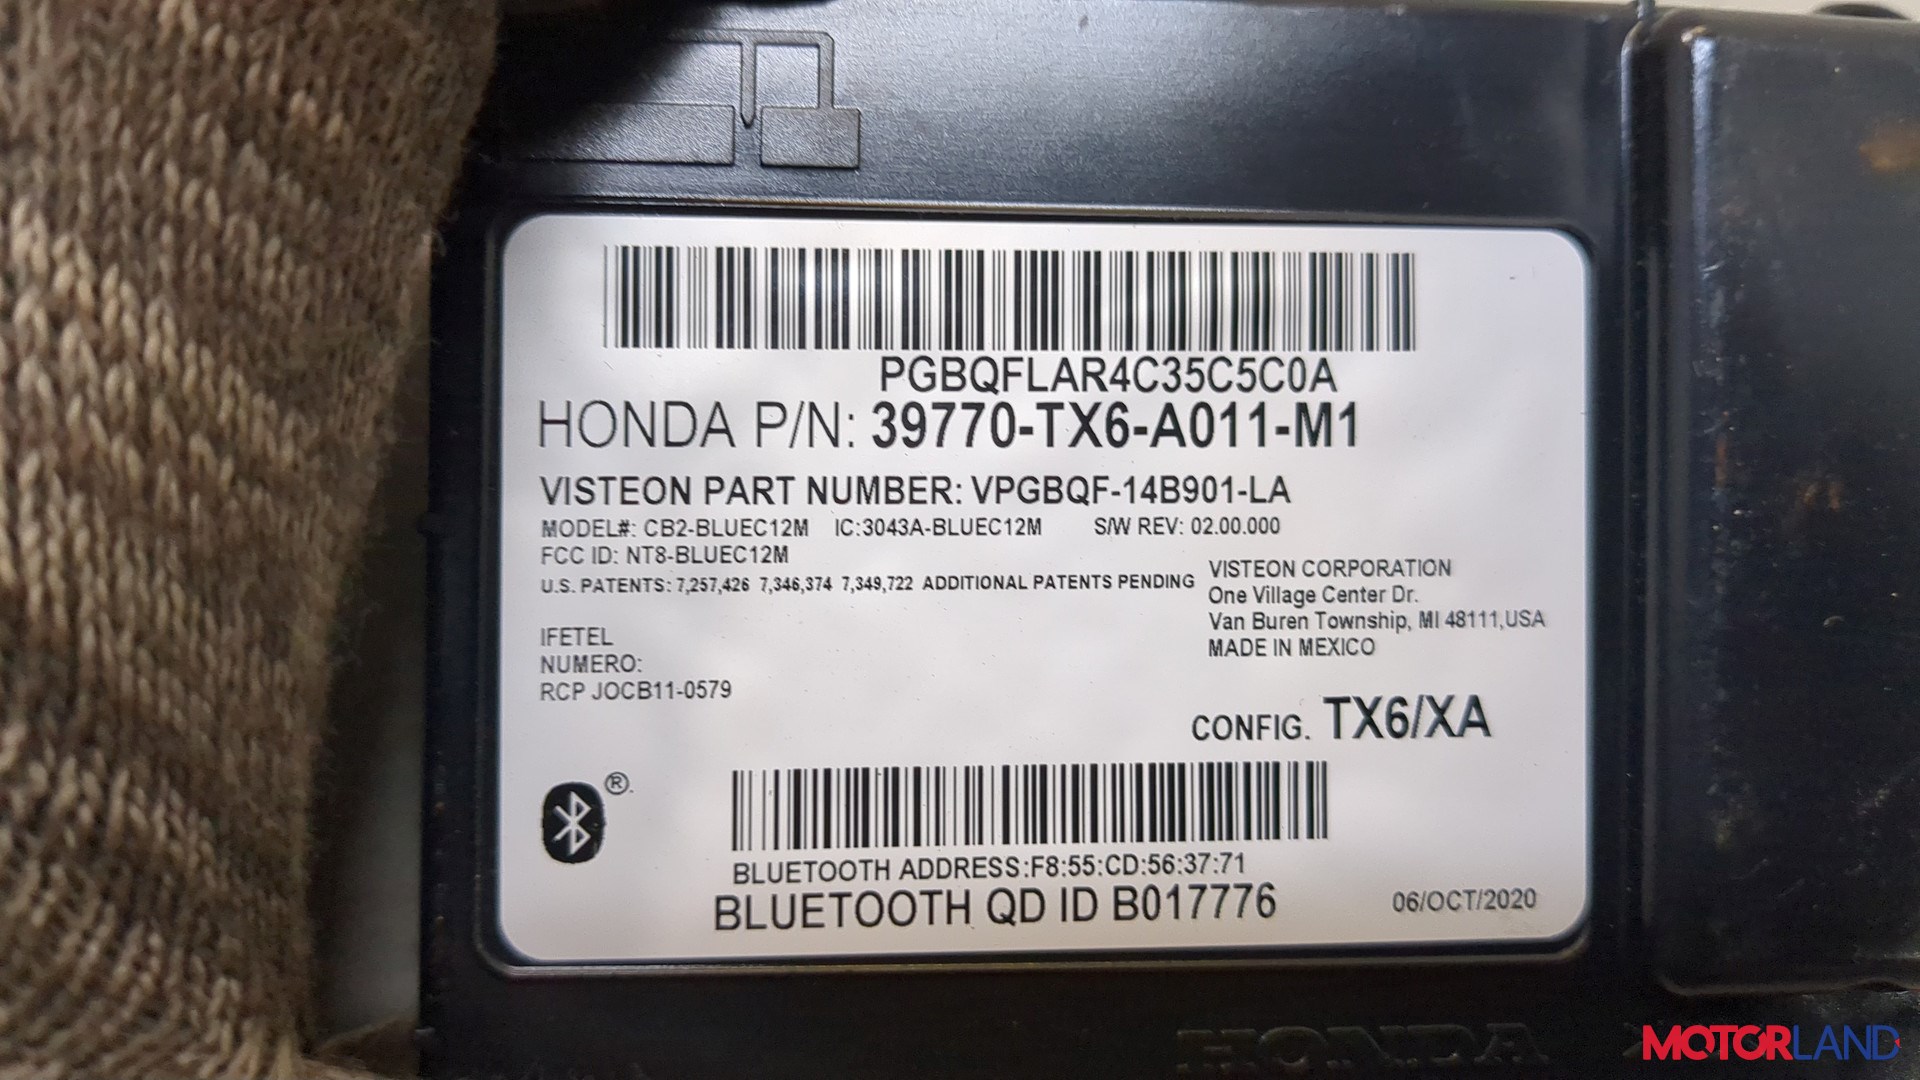 PGBQFLAR4C35C5C0A
HONDA P/N: 39770-TX6-A011-M1
VISTEON PART NUMBER: VPGBQF-14B901-LA
MODEL#: CB2-BLUEC12M IC:3043A-BLUEC12M S/W REV: 02.00.000
FCC ID: NT8-BLUEC12M
U.S. PATENTS: 7,257,426 7,346,374 7,349,722 ADDITIONAL PATENTS PENDING
VISTEON CORPORATION
One Village Center Dr.
Van Buren Township, MI 48111,USA
MADE IN MEXICO
IFETEL
NUMERO:
RCP JOCB11-0579
CONFIG. TX6/XA
®.
BLUETOOTH ADDRESS:F8:55:CD:56:37:71
BLUETOOTH QD ID B017776
06/OCT/2020
HONDA
MOTORLAND